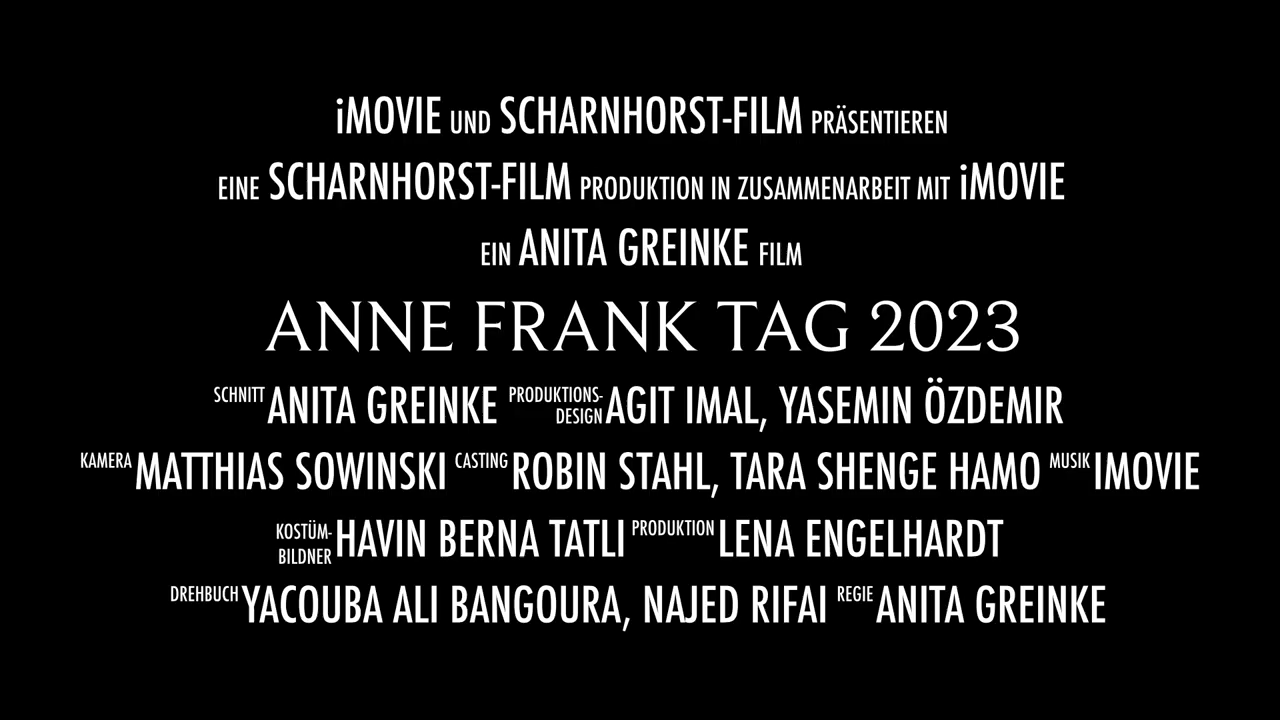 iMOVIE UND SCHARNHORST-FILM PRÄSENTIEREN
EINE SCHARNHORST-FILM PRODUKTION IN ZUSAMMENARBEIT MIT iMOVIE
EIN ANITA GREINKE FILM
ANNE FRANK TAG 2023
SCHNITT ANITA GREINKE PRODUKTIONS-DESIGN AGIT IMAL, YASEMIN ÖZDEMIR
KAMERA MATTHIAS SOWINSKI CASTING ROBIN STAHL, TARA SHENGE HAMO MUSIK IMOVIE
KOSTÜM-BILDNER HAVIN BERNA TATLI PRODUKTION LENA ENGELHARDT
DREHBUCH YACOUBA ALI BANGOURA, NAJED RIFAI REGIE ANITA GREINKE